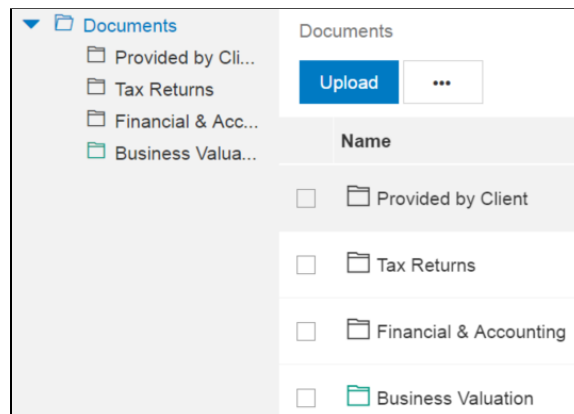 Documents
Provided by Cli...
Tax Returns
Financial & Acc...
Business Valua...
Documents
Upload
•••
Name
Provided by Client
Tax Returns
Financial & Accounting
Business Valuation